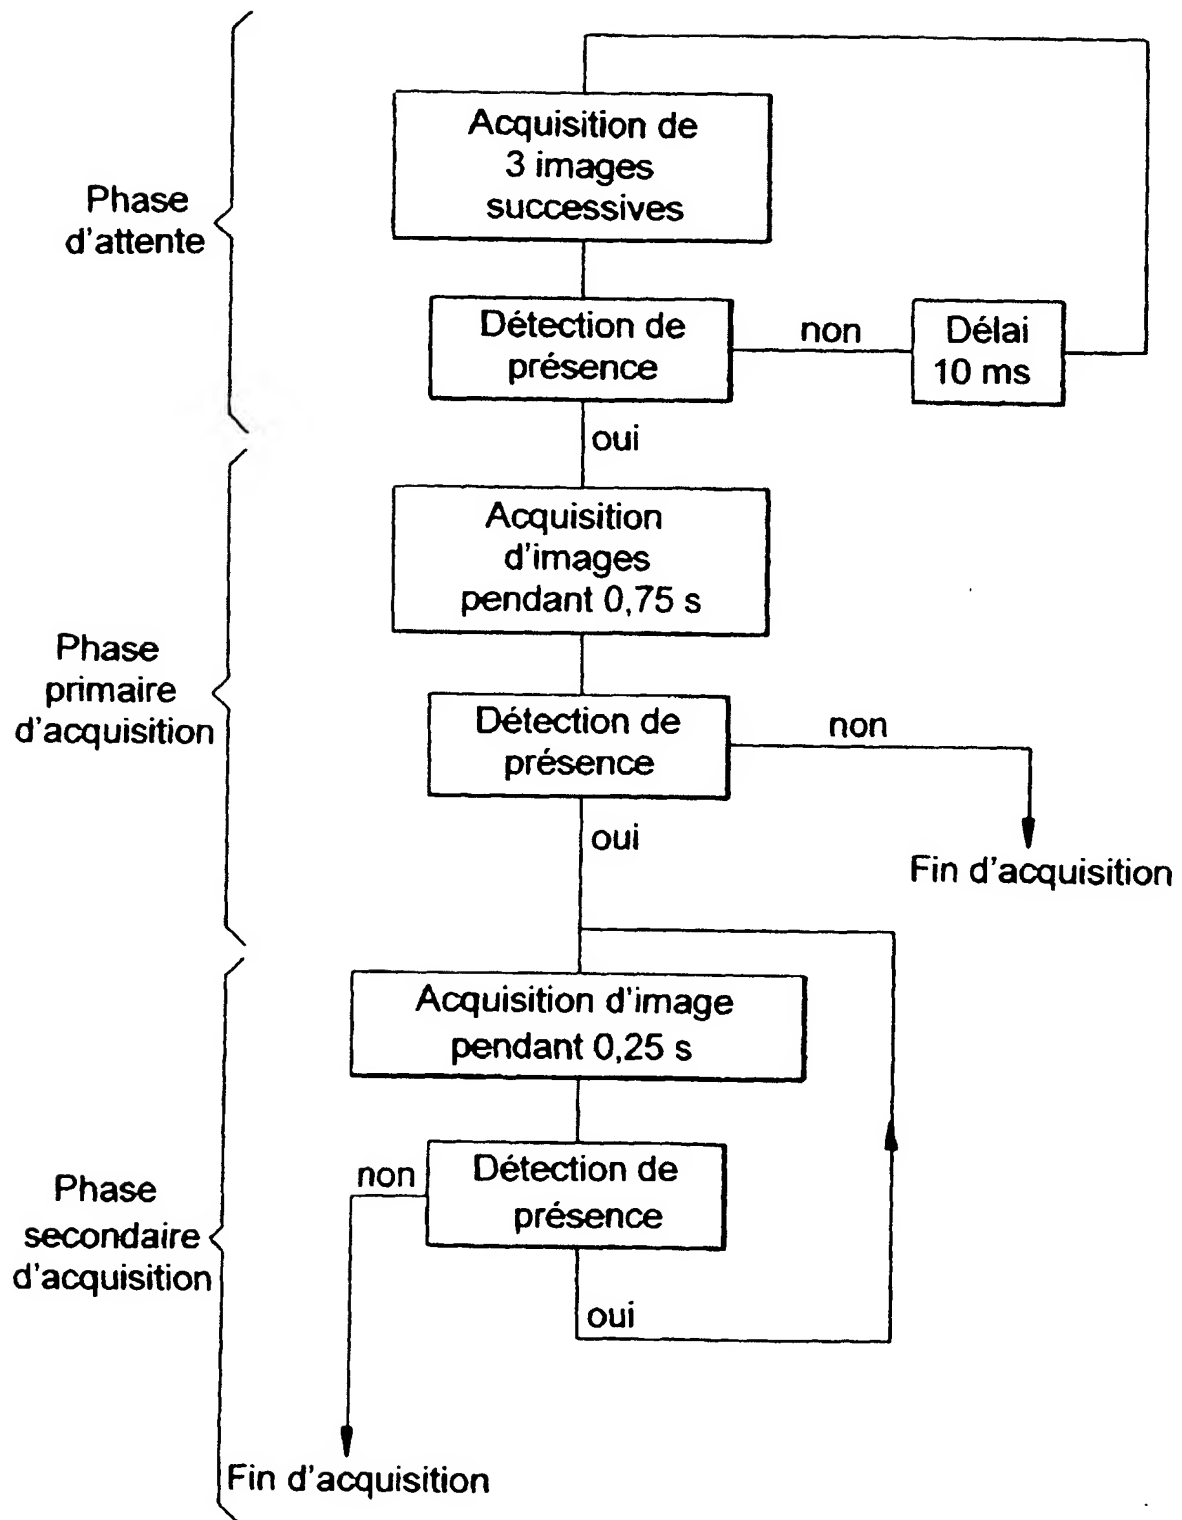 Acquisition de
3 images
successives
Phase
d'attente
Détection de
présence
non
Délai
10 ms
oui
Acquisition
d'images
pendant 0,75 s
Phase
primaire
d'acquisition
Détection de
présence
non
oui
Fin d'acquisition
Acquisition d'image
pendant 0,25 s
Phase
secondaire
d'acquisition
non
Détection de
présence
oui
Fin d'acquisition